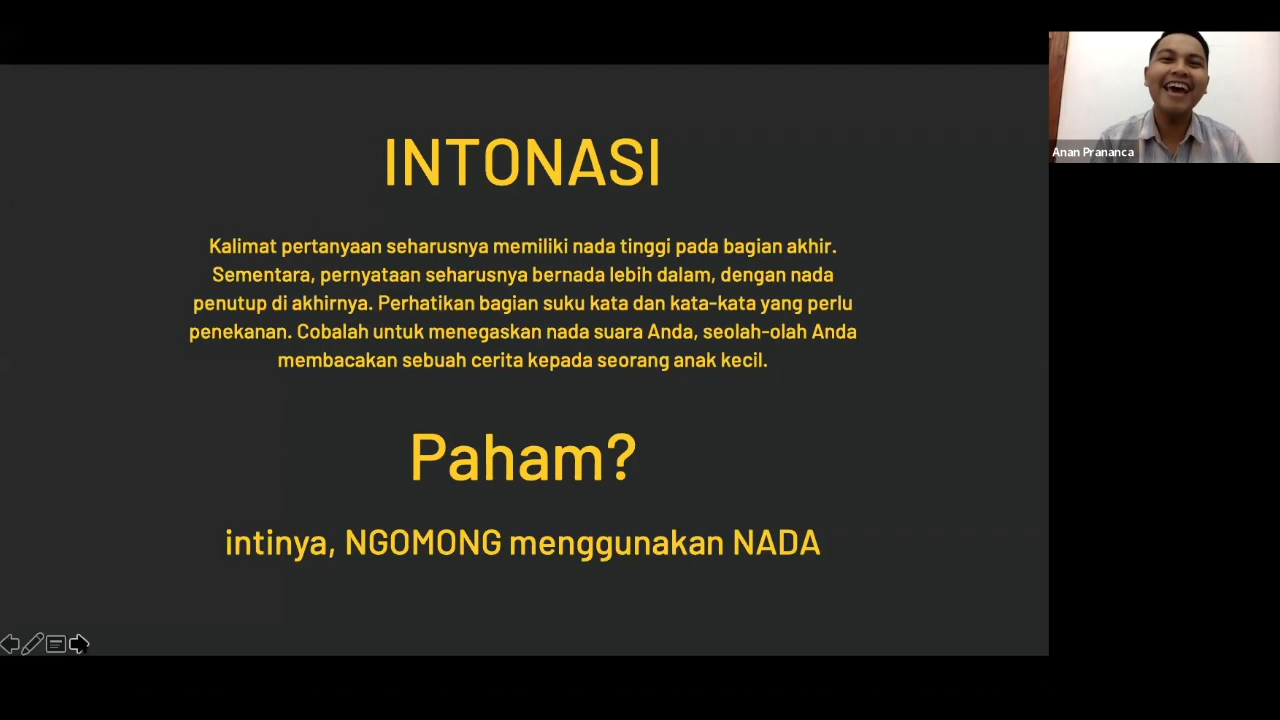 INTONASI
Kalimat pertanyaan seharusnya memiliki nada tinggi pada bagian akhir.
Sementara, pernyataan seharusnya bernada lebih dalam, dengan nada
penutup di akhirnya. Perhatikan bagian suku kata dan kata-kata yang perlu
penekanan. Cobalah untuk menegaskan nada suara Anda, seolah-olah Anda
membacakan sebuah cerita kepada seorang anak kecil.
Paham?
intinya, NGOMONG menggunakan NADA
Anan Prananca